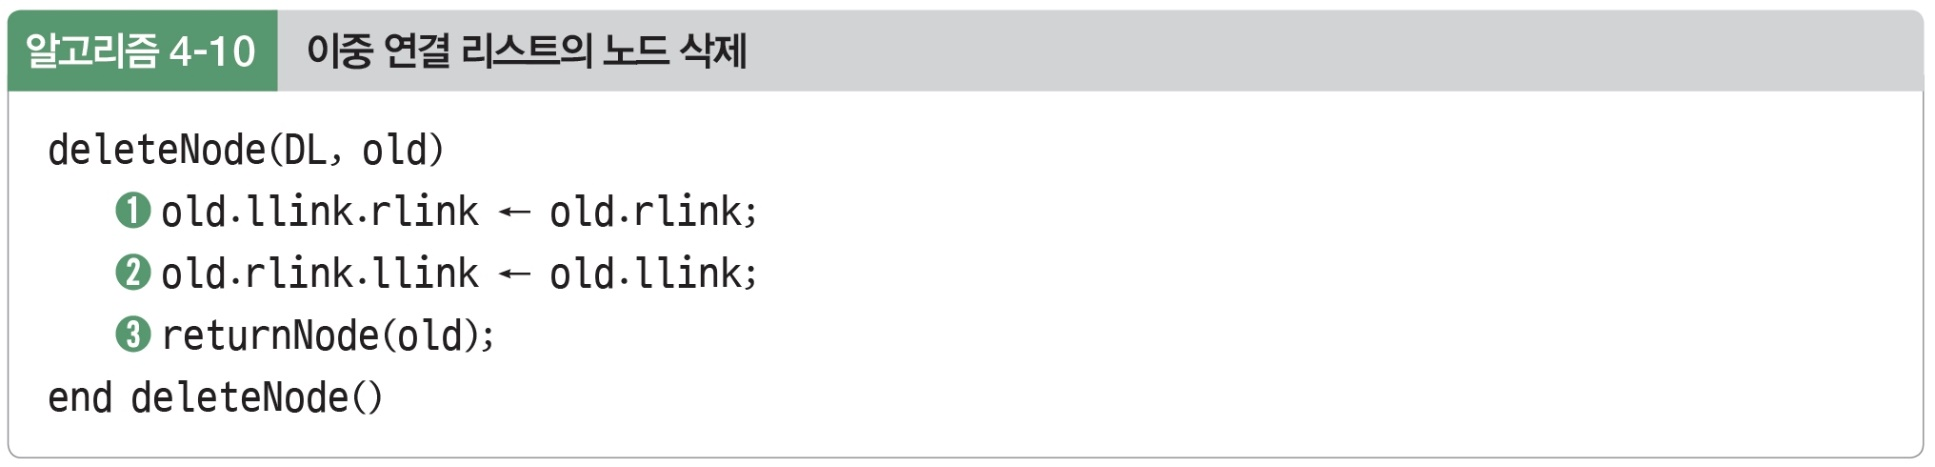 알고리즘 4-10 이중 연결 리스트의 노드 삭제
deleteNode(DL, old)
❶ old.llink.rlink ← old.rlink;
❷ old.rlink.llink ← old.llink;
❸ returnNode(old);
end deleteNode()